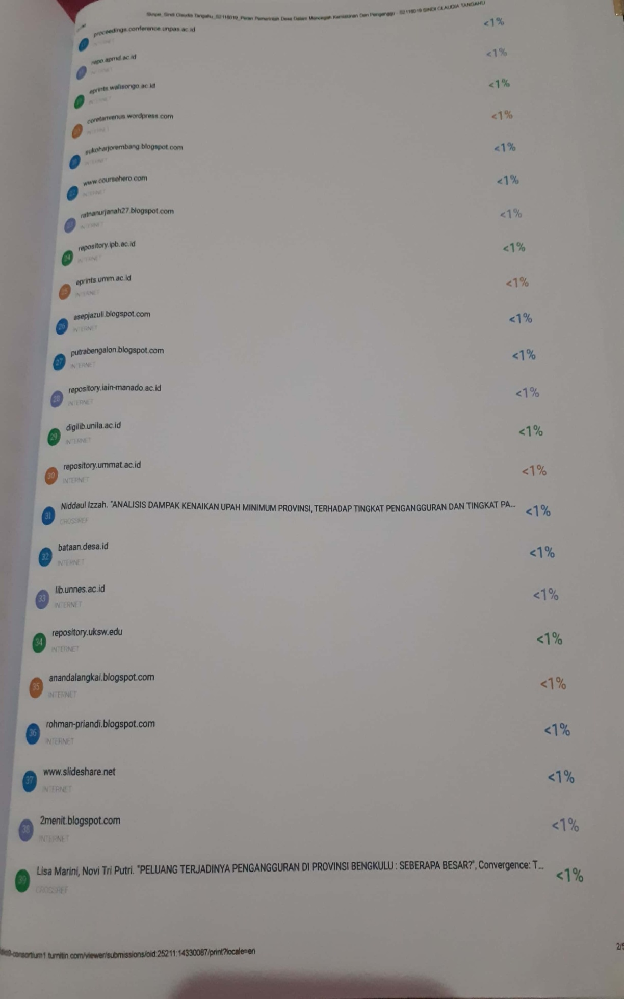 Skripsi_Sindi Claudia Tangahu_S2118019_Peran Pemerintah Desa Dalam Mencegah Kemiskinan Dan Penganggu - S2118019 SINDI CLAUDIA TANGAHU
proceedings.conference.unpas.ac.id <1%
INTERNET
repo.apmd.ac.id <1%
INTERNET
eprints.walisongo.ac.id <1%
INTERNET
coretanvenus.wordpress.com <1%
INTERNET
21 sukoharjorembang.blogspot.com <1%
INTERNET
22 www.coursehero.com <1%
INTERNET
23 ratnanurjanah27.blogspot.com <1%
INTERNET
24 repository.ipb.ac.id <1%
INTERNET
25 eprints.umm.ac.id <1%
INTERNET
26 asepjazuli.blogspot.com <1%
INTERNET
27 putrabengalon.blogspot.com <1%
INTERNET
28 repository.iain-manado.ac.id <1%
INTERNET
29 digilib.unila.ac.id <1%
INTERNET
30 repository.ummat.ac.id <1%
INTERNET
31 Niddaul Izzah. "ANALISIS DAMPAK KENAIKAN UPAH MINIMUM PROVINSI, TERHADAP TINGKAT PENGANGGURAN DAN TINGKAT PA... <1%
CROSSREF
32 bataan.desa.id <1%
INTERNET
33 lib.unnes.ac.id <1%
INTERNET
34 repository.uksw.edu <1%
INTERNET
35 anandalangkai.blogspot.com <1%
INTERNET
36 rohman-priandi.blogspot.com <1%
INTERNET
37 www.slideshare.net <1%
INTERNET
38 2menit.blogspot.com <1%
INTERNET
39 Lisa Marini, Novi Tri Putri. "PELUANG TERJADINYA PENGANGGURAN DI PROVINSI BENGKULU : SEBERAPA BESAR?", Convergence: T... <1%
CROSSREF
consortium1.turnitin.com/viewer/submissions/oid:25211:14330087/print?locale=en